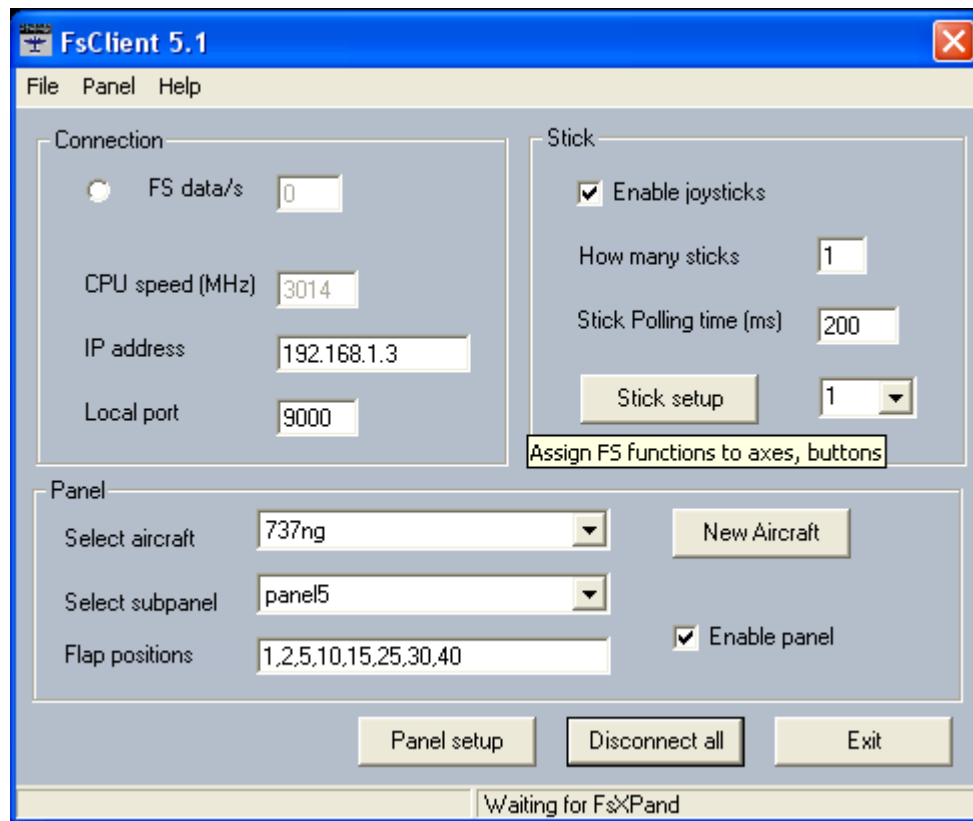 FsClient 5.1
File Panel Help
Connection
FS data/s 0
CPU speed (MHz) 3014
IP address 192.168.1.3
Local port 9000
Stick
Enable joysticks
How many sticks 1
Stick Polling time (ms) 200
Stick setup 1
Assign FS functions to axes, buttons
Panel
Select aircraft 737ng New Aircraft
Select subpanel panel5
Flap positions 1,2,5,10,15,25,30,40 Enable panel
Panel setup Disconnect all Exit
Waiting for FsXPand